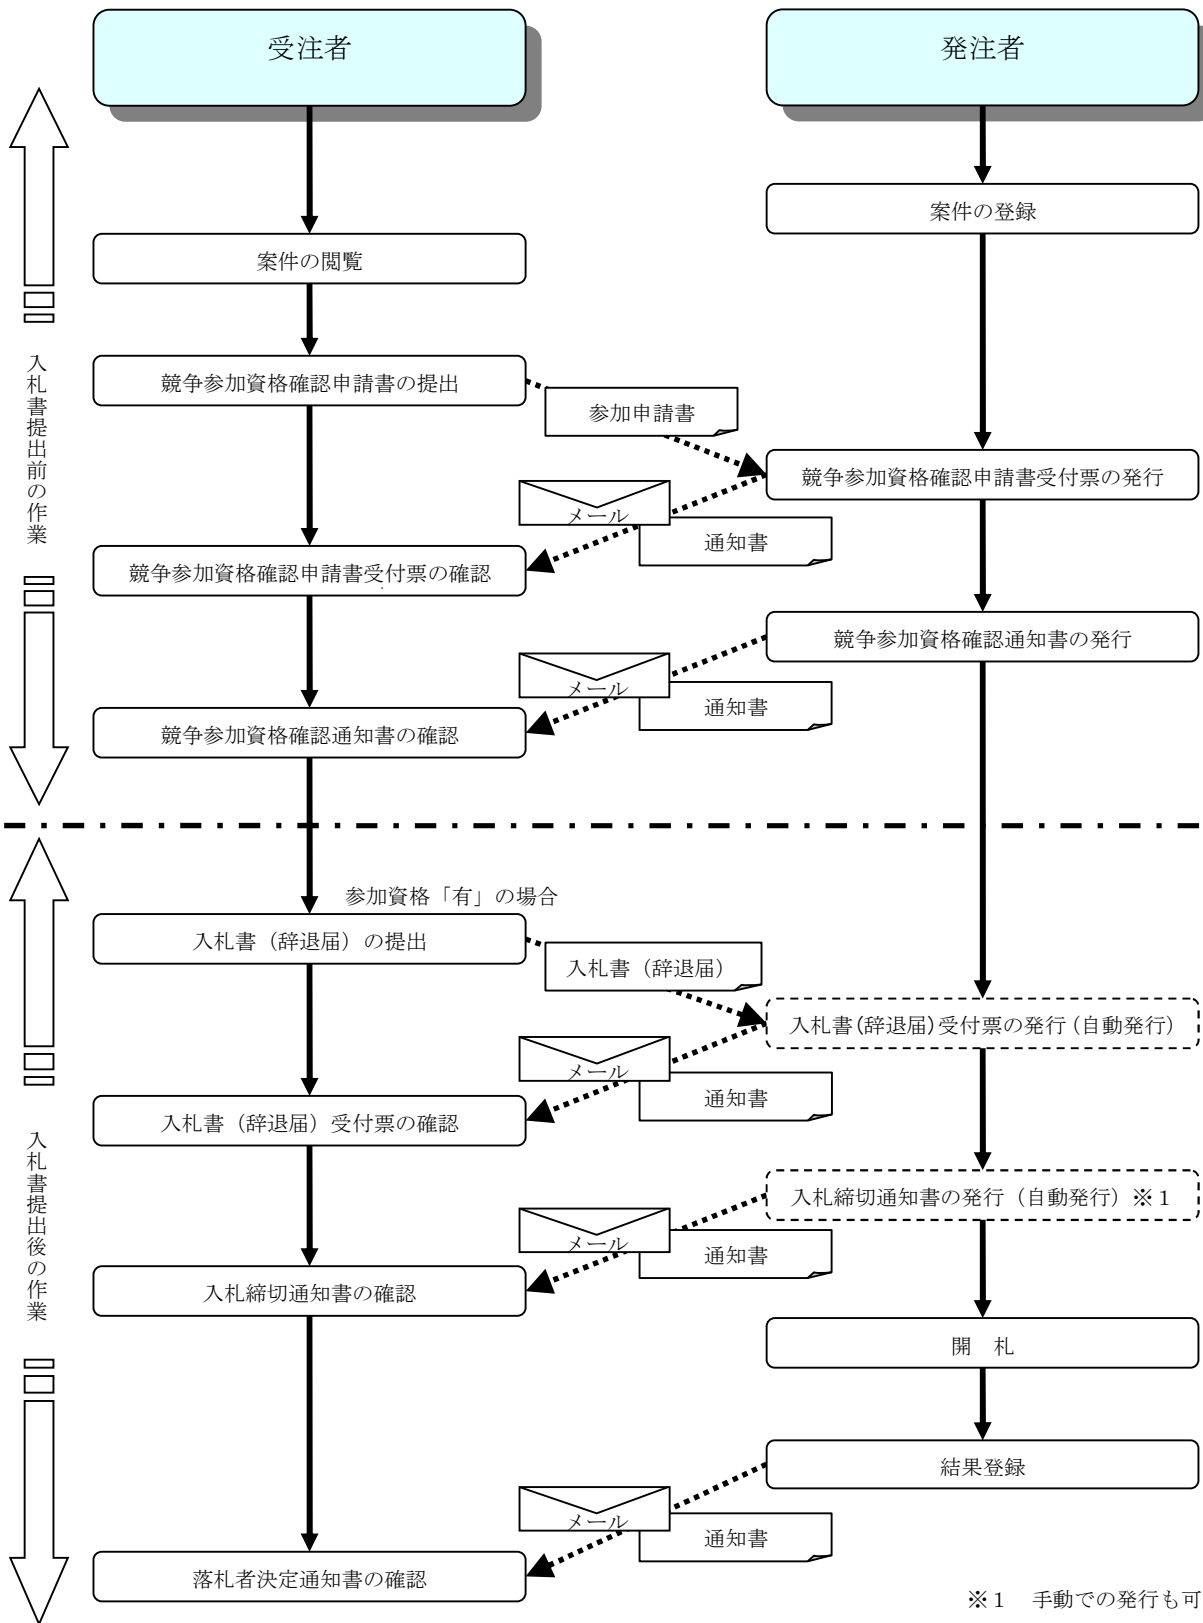 受注者
発注者
案件の登録
案件の閲覧
入札書提出前の作業
競争参加資格確認申請書の提出
参加申請書
競争参加資格確認申請書受付票の発行
メール
通知書
競争参加資格確認申請書受付票の確認
競争参加資格確認通知書の発行
メール
通知書
競争参加資格確認通知書の確認
参加資格「有」の場合
入札書（辞退届）の提出
入札書（辞退届）
入札書(辞退届)受付票の発行(自動発行)
メール
通知書
入札書（辞退届）受付票の確認
入札書提出後の作業
入札締切通知書の発行（自動発行）※１
メール
通知書
入札締切通知書の確認
開　札
結果登録
メール
通知書
落札者決定通知書の確認
※１　手動での発行も可